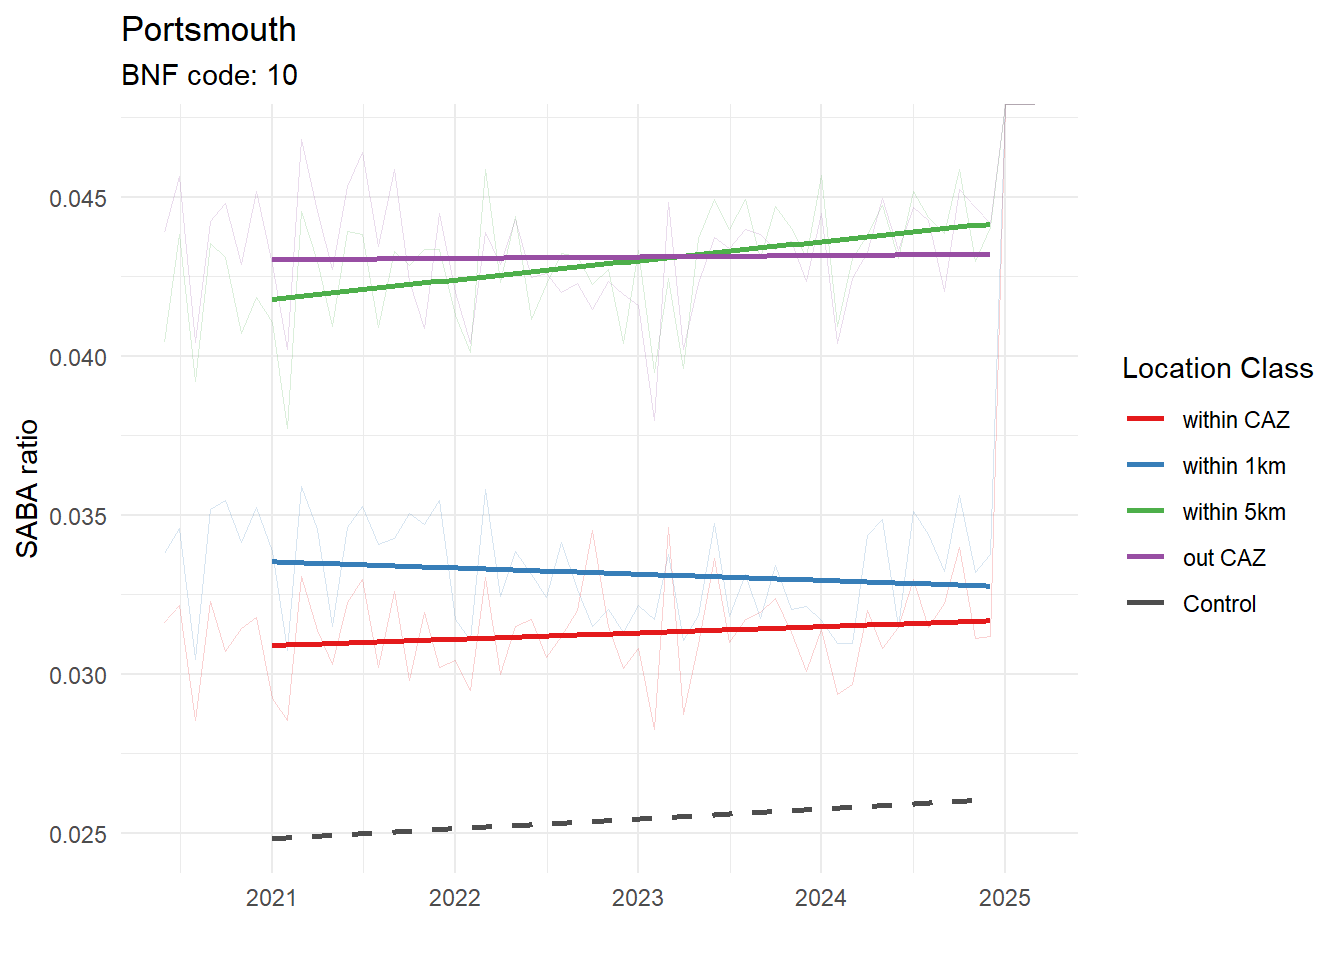 Portsmouth
BNF code: 10
SABA ratio
0.045
0.040
0.035
0.030
0.025
2021 2022 2023 2024 2025
Location Class
within CAZ
within 1km
within 5km
out CAZ
Control